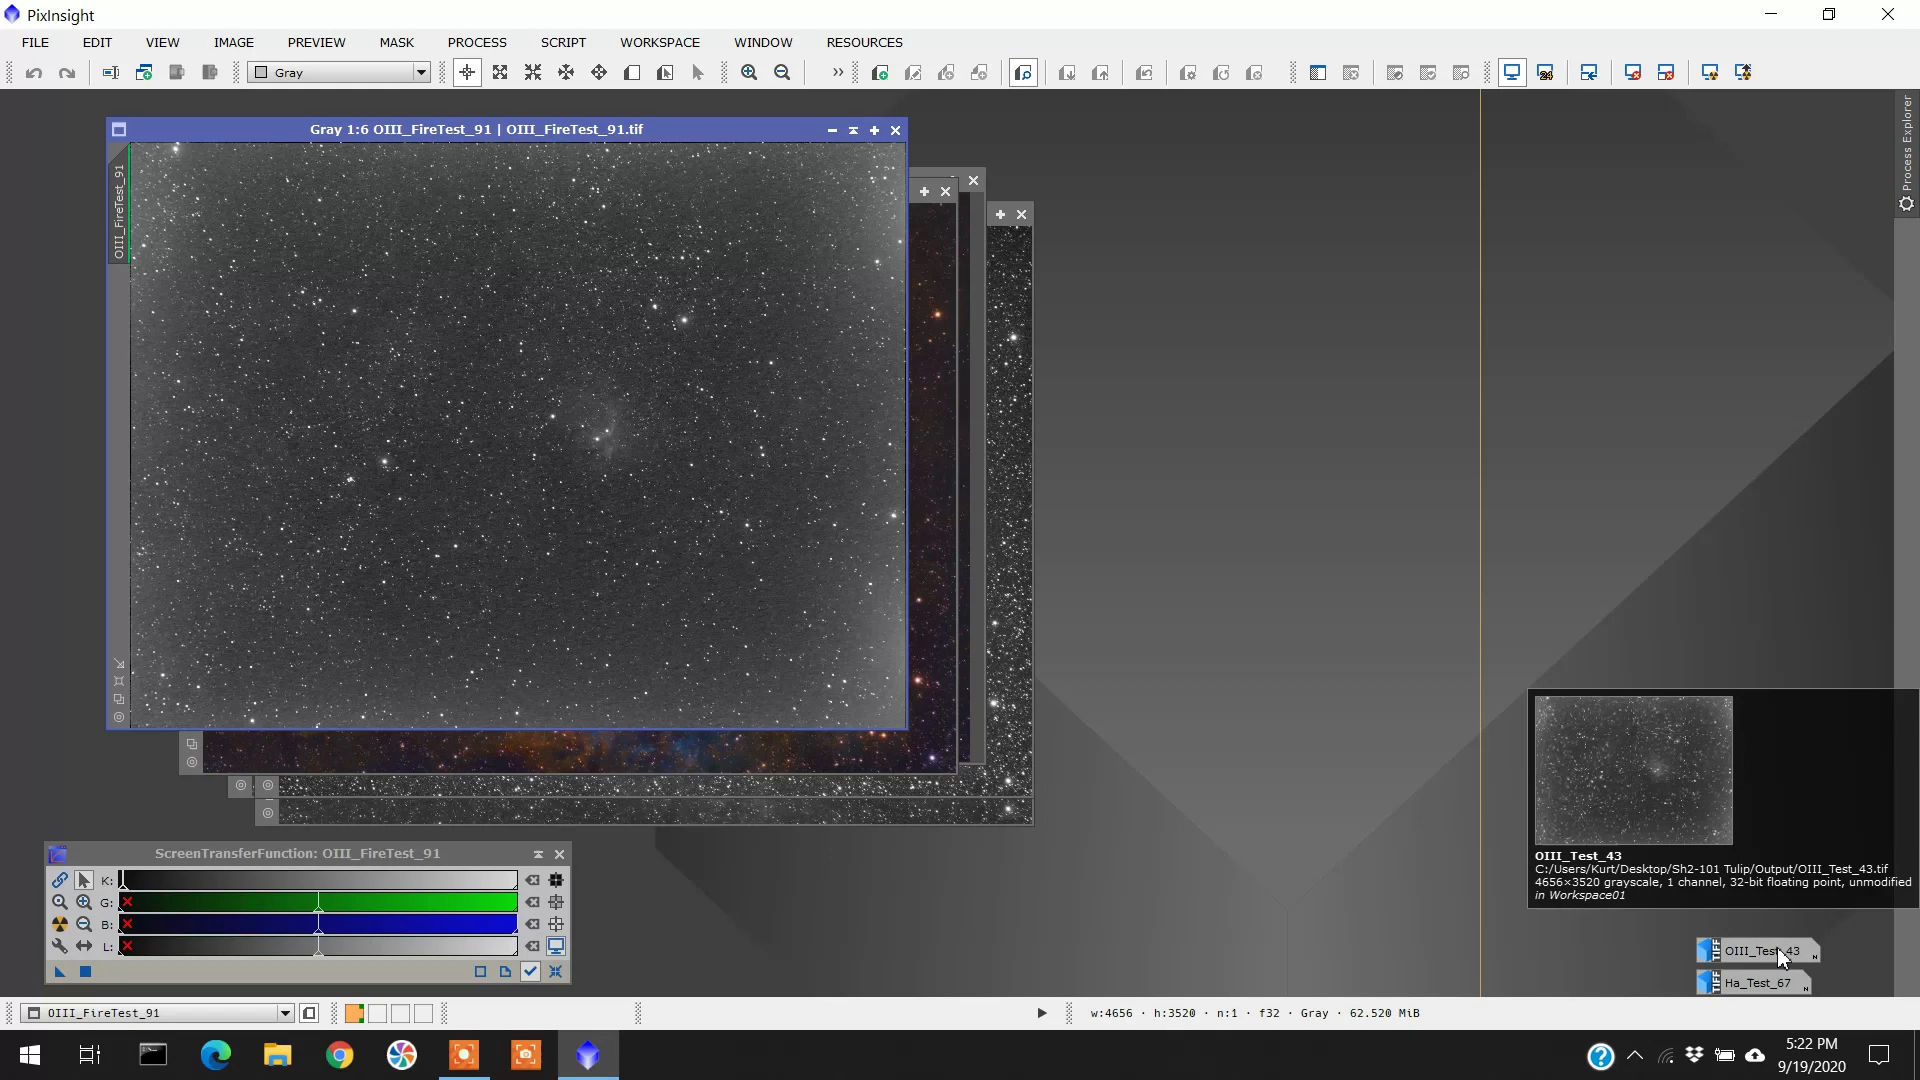 PixInsight
FILE EDIT VIEW IMAGE PREVIEW MASK PROCESS SCRIPT WORKSPACE WINDOW RESOURCES
Gray
24
Process Explorer
Gray 1:6 OIII_FireTest_91 | OIII_FireTest_91.tif
OIII_FireTest_91
OIII_Test_43
C:/Users/Kurt/Desktop/Sh2-101 Tulip/Output/OIII_Test_43.tif
4656×3520 grayscale, 1 channel, 32-bit floating point, unmodified
in Workspace01
ScreenTransferFunction: OIII_FireTest_91
K:
G:
B:
L:
TIFF OIII_Test_43 N
TIFF Ha_Test_67 N
OIII_FireTest_91
w:4656 · h:3520 · n:1 · f32 · Gray · 62.520 MiB
5:22 PM
9/19/2020